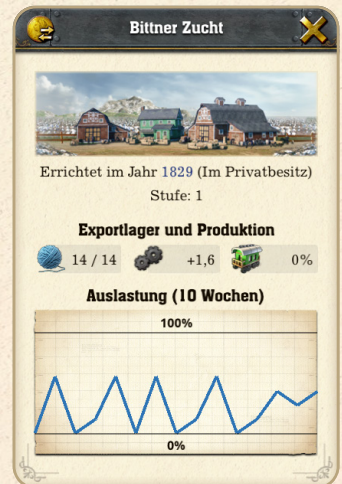 Bittner Zucht
Errichtet im Jahr 1829 (Im Privatbesitz)
Stufe: 1
Exportlager und Produktion
14 / 14 +1,6 0%
Auslastung (10 Wochen)
100%
0%